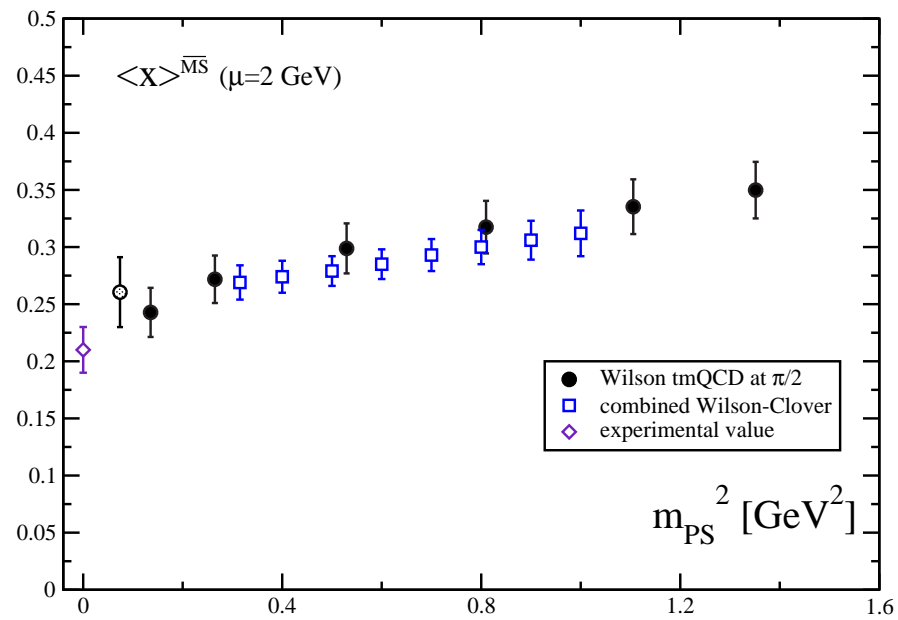 0.5
<x>^MS̅ (μ=2 GeV)
0.45
0.4
0.35
0.3
0.25
0.2
0.15
0.1
0.05
0
Wilson tmQCD at π/2
combined Wilson-Clover
experimental value
m_PS^2 [GeV^2]
0 0.4 0.8 1.2 1.6